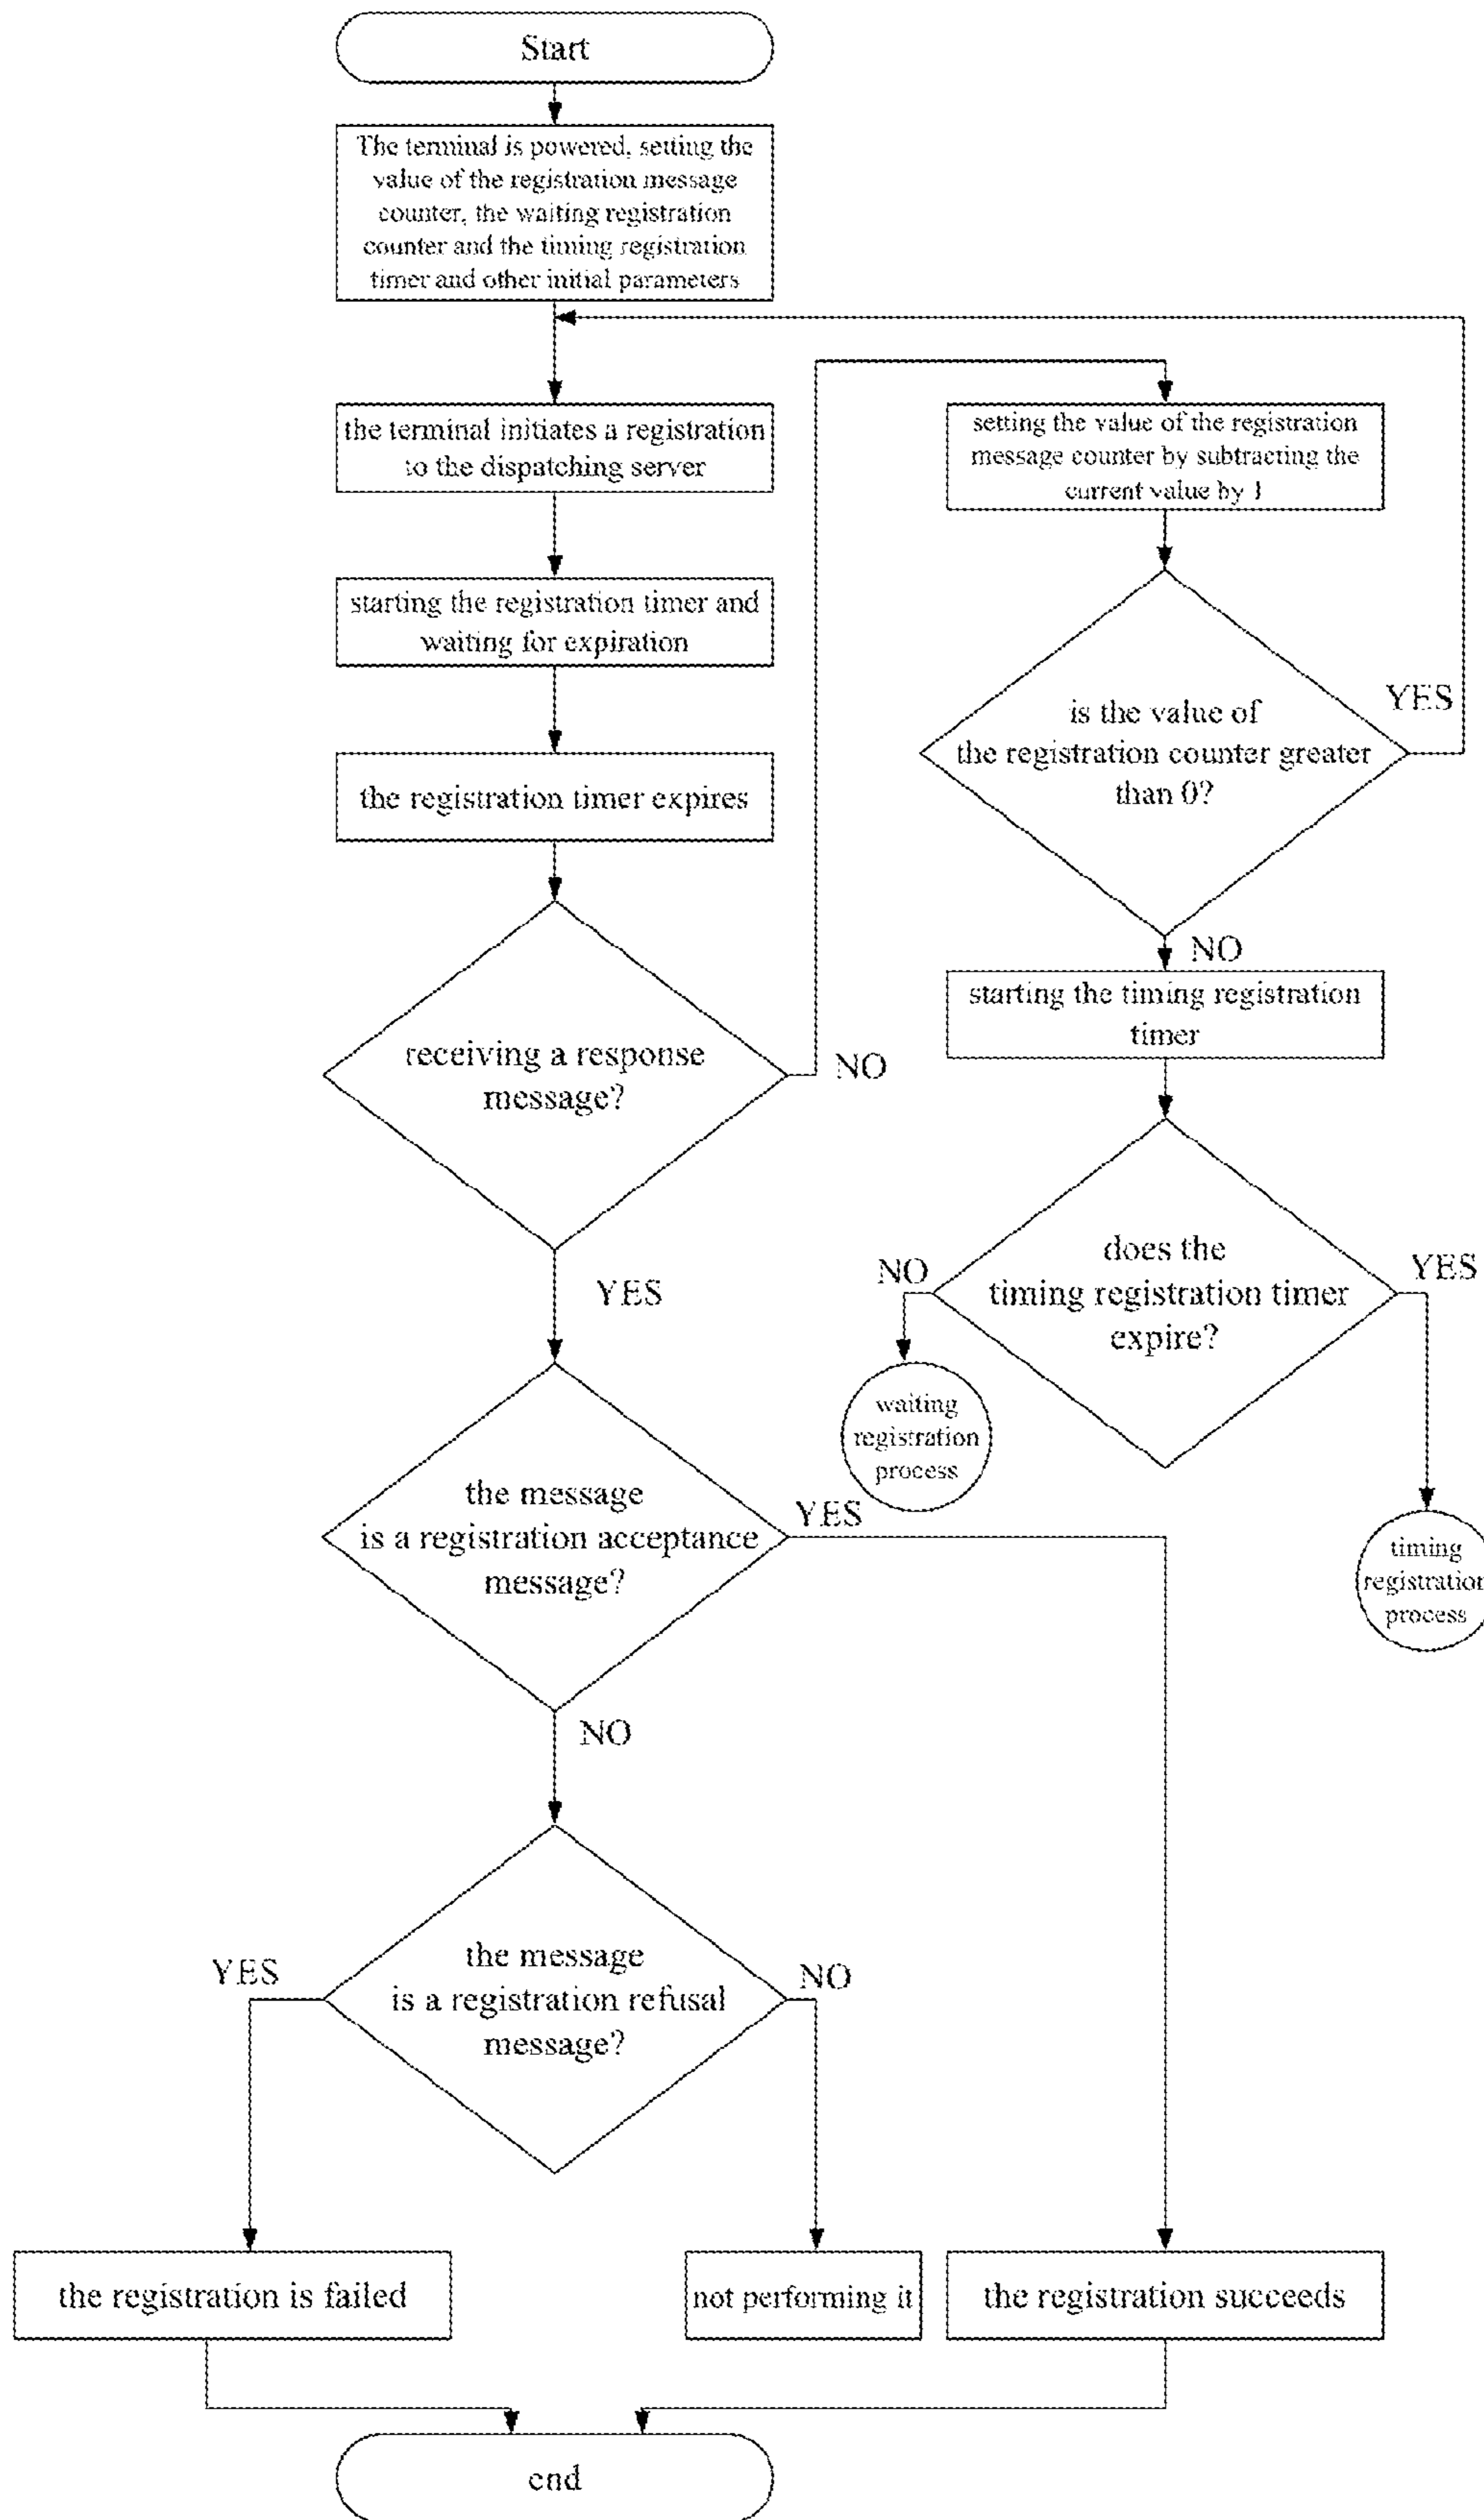 Start
The terminal is powered, setting the
value of the registration message
counter, the waiting registration
counter and the timing registration
timer and other initial parameters
the terminal initiates a registration
to the dispatching server
starting the registration timer and
waiting for expiration
the registration timer expires
receiving a response
message?
NO
YES
setting the value of the registration
message counter by subtracting the
current value by 1
is the value of
the registration counter greater
than 0?
YES
NO
starting the timing registration
timer
does the
timing registration timer
expire?
NO
YES
waiting
registration
process
timing
registration
process
the message
is a registration acceptance
message?
YES
NO
the message
is a registration refusal
message?
YES
NO
the registration is failed
not performing it
the registration succeeds
end